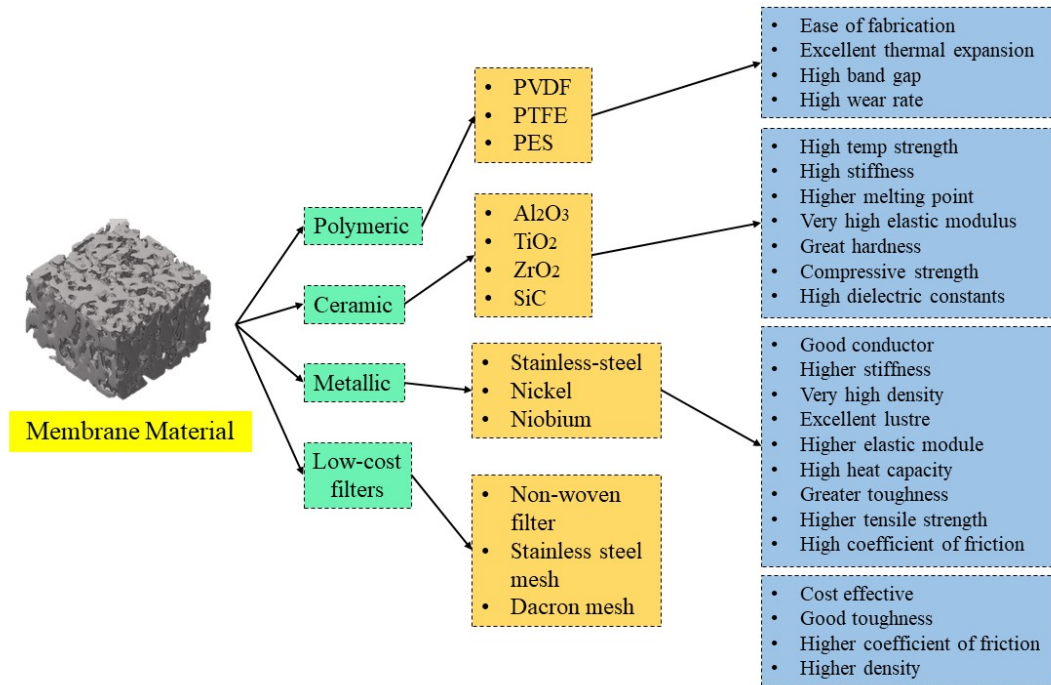 Membrane Material
Polymeric
Ceramic
Metallic
Low-cost
filters
• PVDF
• PTFE
• PES
• Al2O3
• TiO2
• ZrO2
• SiC
• Stainless-steel
• Nickel
• Niobium
• Non-woven
filter
• Stainless steel
mesh
• Dacron mesh
• Ease of fabrication
• Excellent thermal expansion
• High band gap
• High wear rate
• High temp strength
• High stiffness
• Higher melting point
• Very high elastic modulus
• Great hardness
• Compressive strength
• High dielectric constants
• Good conductor
• Higher stiffness
• Very high density
• Excellent lustre
• Higher elastic module
• High heat capacity
• Greater toughness
• Higher tensile strength
• High coefficient of friction
• Cost effective
• Good toughness
• Higher coefficient of friction
• Higher density